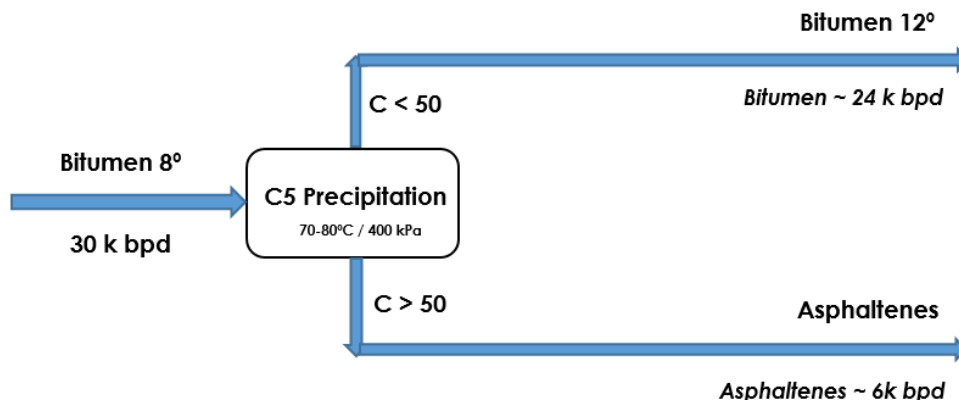 Bitumen 12º
C < 50
Bitumen ~ 24 k bpd
Bitumen 8º
C5 Precipitation
70-80ºC / 400 kPa
30 k bpd
C > 50
Asphaltenes
Asphaltenes ~ 6k bpd